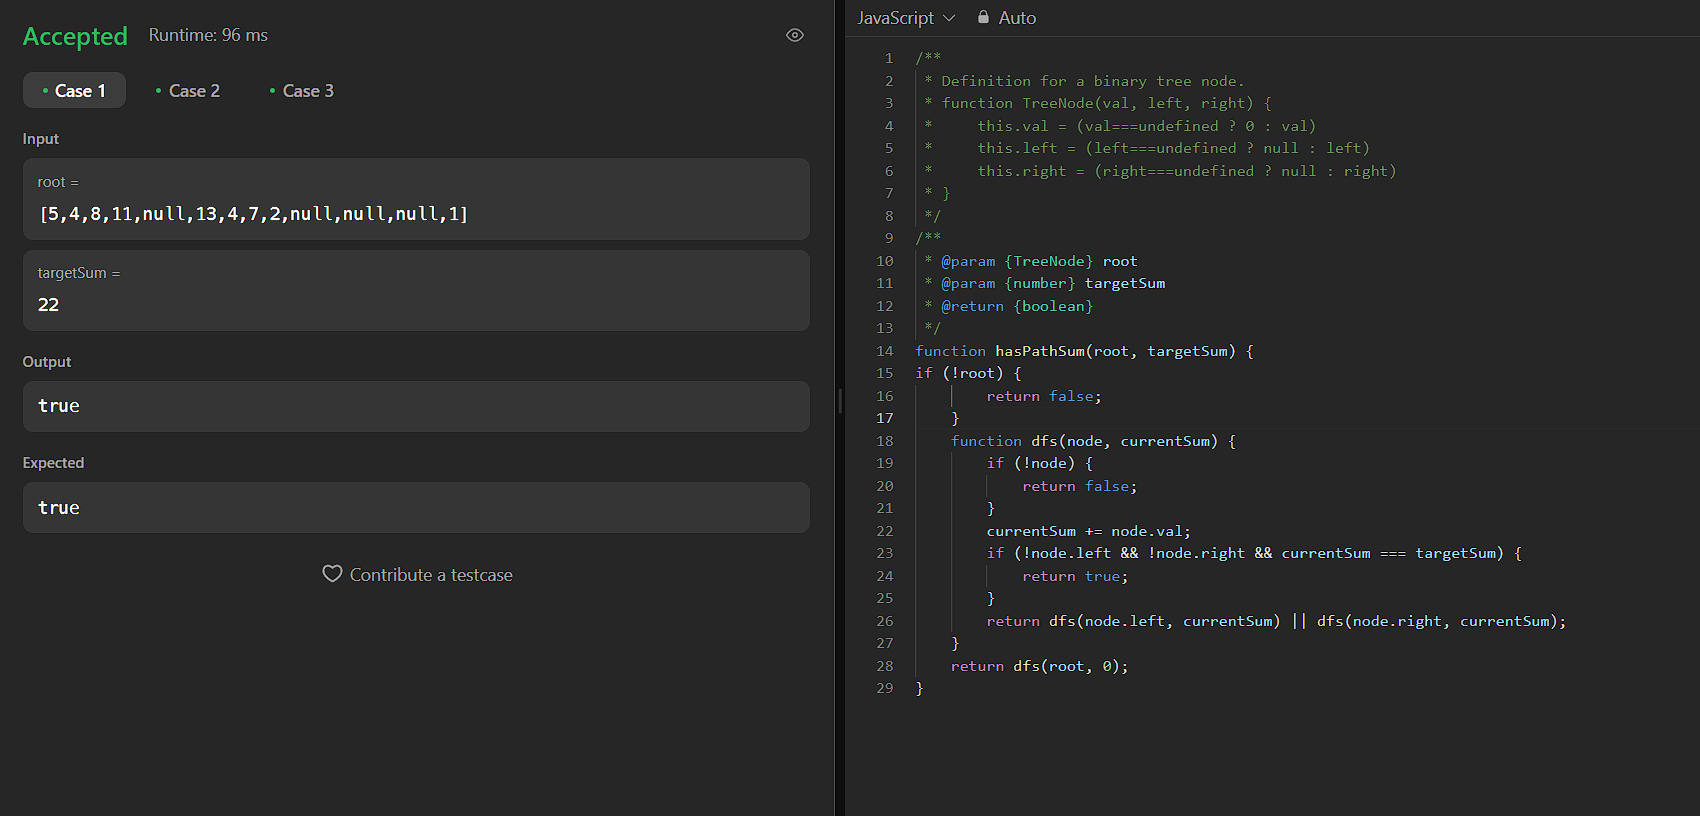 Accepted Runtime: 96 ms
Case 1 Case 2 Case 3
Input
root =
[5,4,8,11,null,13,4,7,2,null,null,null,1]
targetSum =
22
Output
true
Expected
true
Contribute a testcase
JavaScript Auto
1 /**
2  * Definition for a binary tree node.
3  * function TreeNode(val, left, right) {
4  *     this.val = (val===undefined ? 0 : val)
5  *     this.left = (left===undefined ? null : left)
6  *     this.right = (right===undefined ? null : right)
7  * }
8  */
9 /**
10  * @param {TreeNode} root
11  * @param {number} targetSum
12  * @return {boolean}
13  */
14 function hasPathSum(root, targetSum) {
15 if (!root) {
16         return false;
17     }
18     function dfs(node, currentSum) {
19         if (!node) {
20             return false;
21         }
22         currentSum += node.val;
23         if (!node.left && !node.right && currentSum === targetSum) {
24             return true;
25         }
26         return dfs(node.left, currentSum) || dfs(node.right, currentSum);
27     }
28     return dfs(root, 0);
29 }